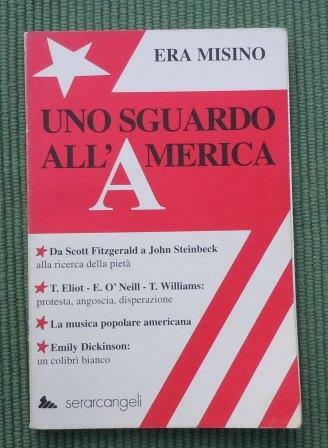 ERA MISINO
UNO SGUARDO
ALL'AMERICA
Da Scott Fitzgerald a John Steinbeck
alla ricerca della pietà
T. Eliot - E. O' Neill - T. Williams:
protesta, angoscia, disperazione
La musica popolare americana
Emily Dickinson:
un colibrì bianco
serarcangeli